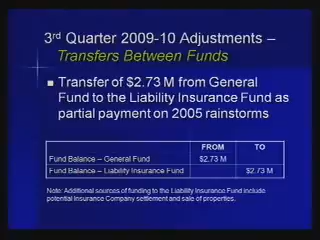 3rd Quarter 2009-10 Adjustments –
Transfers Between Funds
Transfer of $2.73 M from General
Fund to the Liability Insurance Fund as
partial payment on 2005 rainstorms
FROM TO
Fund Balance – General Fund $2.73 M
Fund Balance – Liability Insurance Fund $2.73 M
Note: Additional sources of funding to the Liability Insurance Fund include
potential Insurance Company settlement and sale of properties.